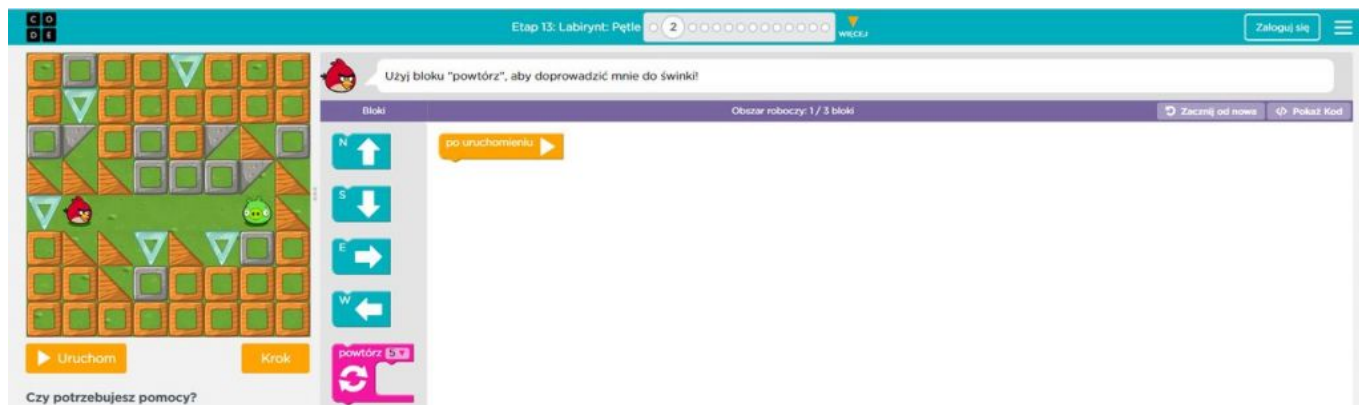 C O
D E
Etap 13: Labirynt: Pętle
2
WIĘCEJ
Zaloguj się
Użyj bloku "powtórz", aby doprowadzić mnie do świnki!
Bloki
Obszar roboczy: 1 / 3 bloki
Zacznij od nowa
</> Pokaż Kod
N
po uruchomieniu
S
E
W
powtórz 5
Uruchom
Krok
Czy potrzebujesz pomocy?